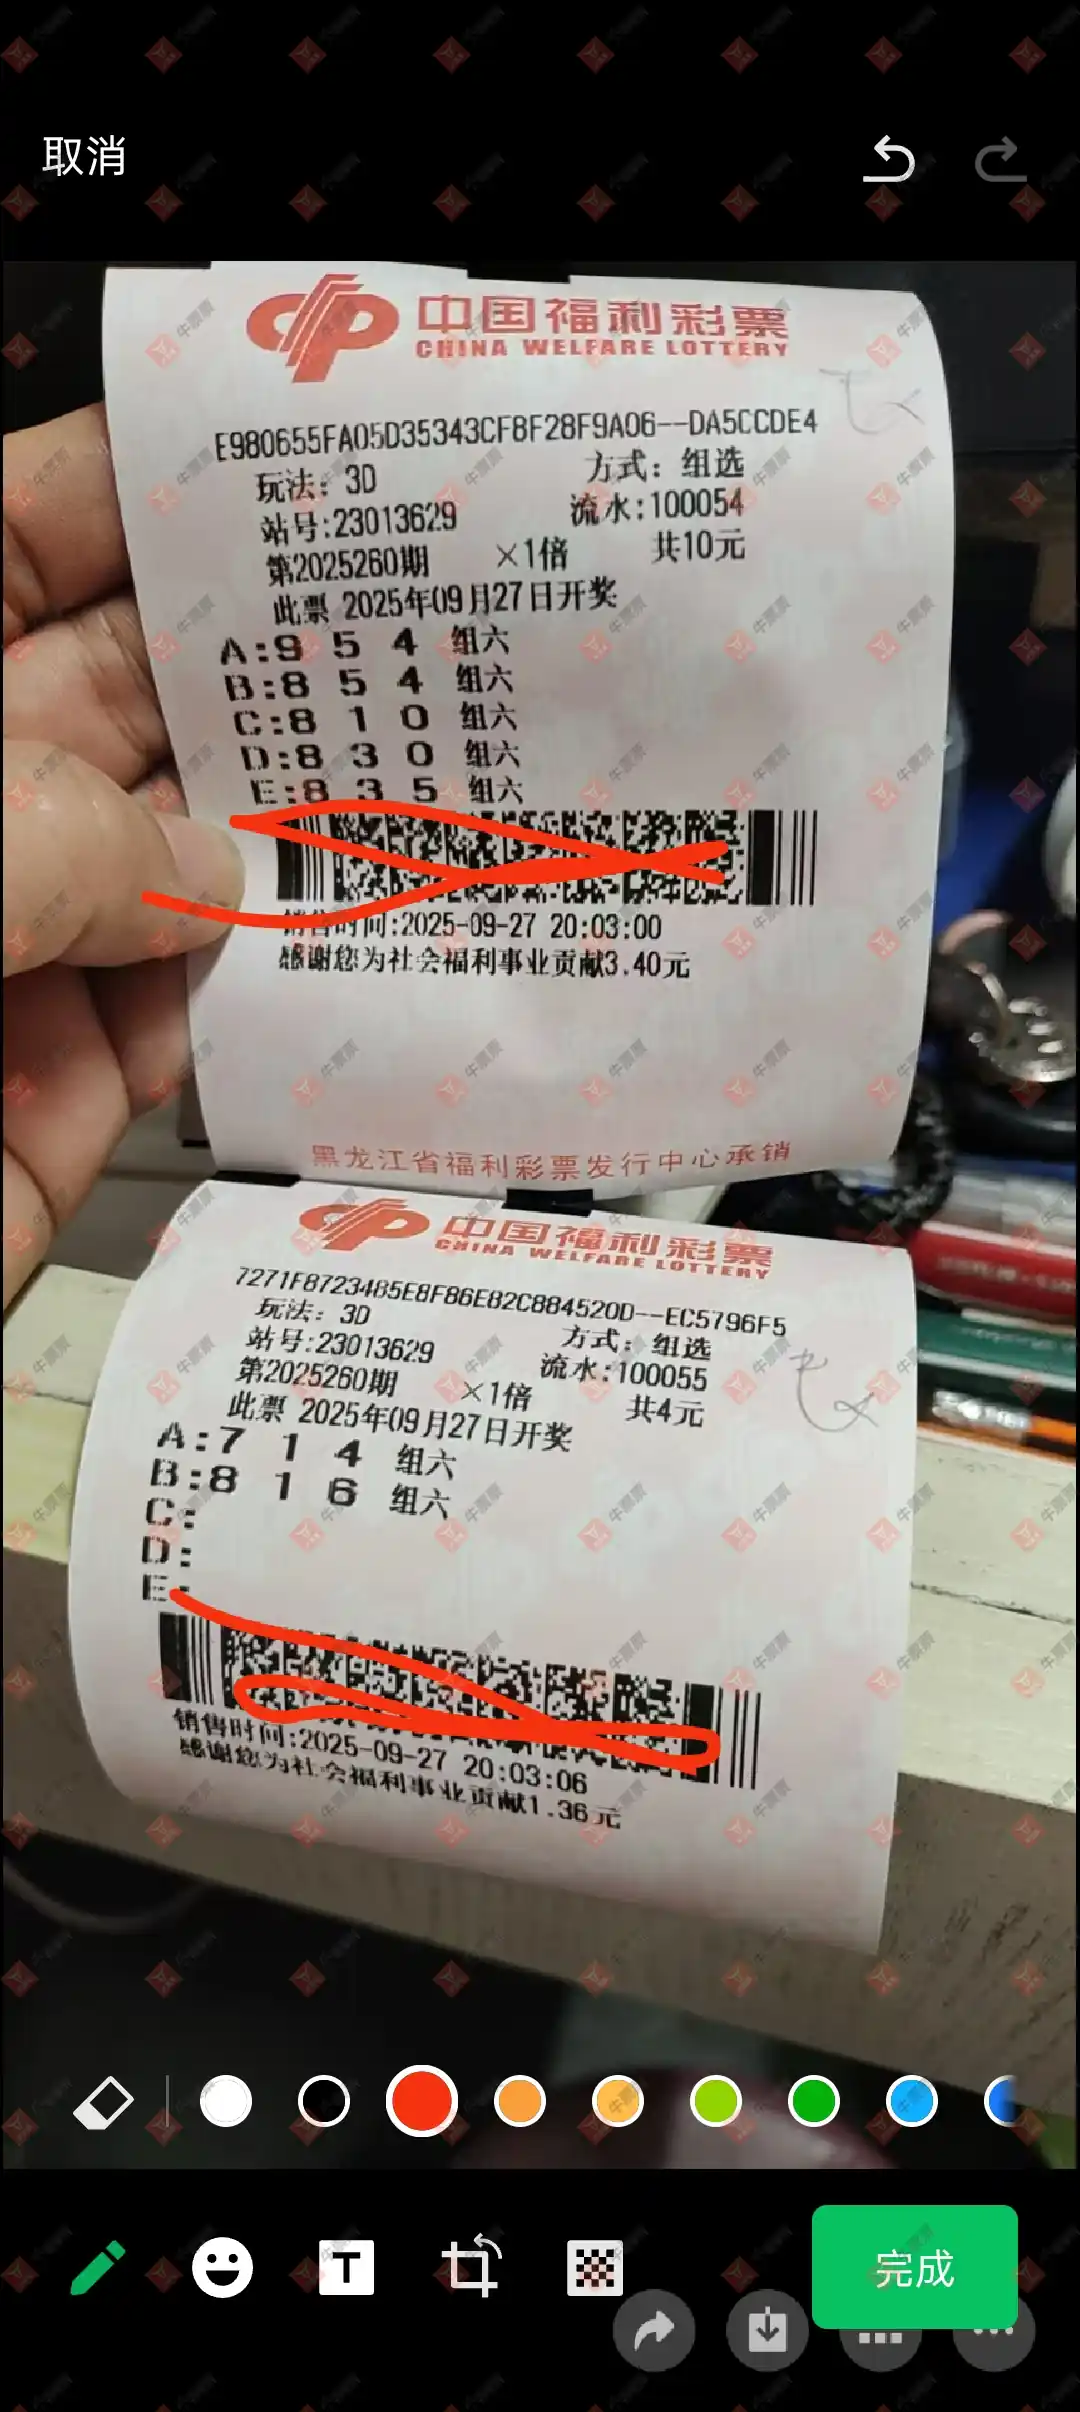 取消
中国福利彩票
CHINA WELFARE LOTTERY
E980655FA05D35343CF8F28F9A06--DA5CCDE4
玩法：3D 方式：组选
站号:23013629 流水:100054
第2025260期 ×1倍 共10元
此票 2025年09月27日开奖
A:9 5 4 组六
B:8 5 4 组六
C:8 1 0 组六
D:8 3 0 组六
E:8 3 5 组六
销售时间:2025-09-27 20:03:00
感谢您为社会福利事业贡献3.40元
黑龙江省福利彩票发行中心承销
中国福利彩票
CHINA WELFARE LOTTERY
7271F8723485E8F86E82C884520D--EC5796F5
玩法：3D 方式：组选
站号:23013629 流水:100055
第2025260期 ×1倍 共4元
此票 2025年09月27日开奖
A:7 1 4 组六
B:8 1 6 组六
C:
D:
E:
销售时间:2025-09-27 20:03:06
感谢您为社会福利事业贡献1.36元
T
完成